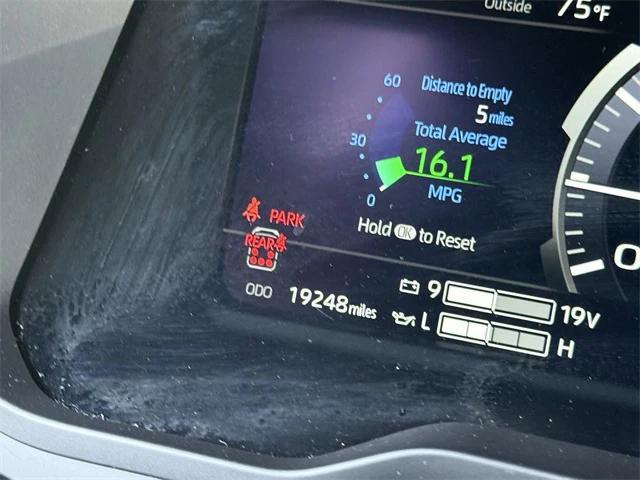 Outside 75°F
60
Distance to Empty
5 miles
30
Total Average
16.1
MPG
0
PARK
Hold OK to Reset
REAR
ODO 19248 miles
9 19V
L H